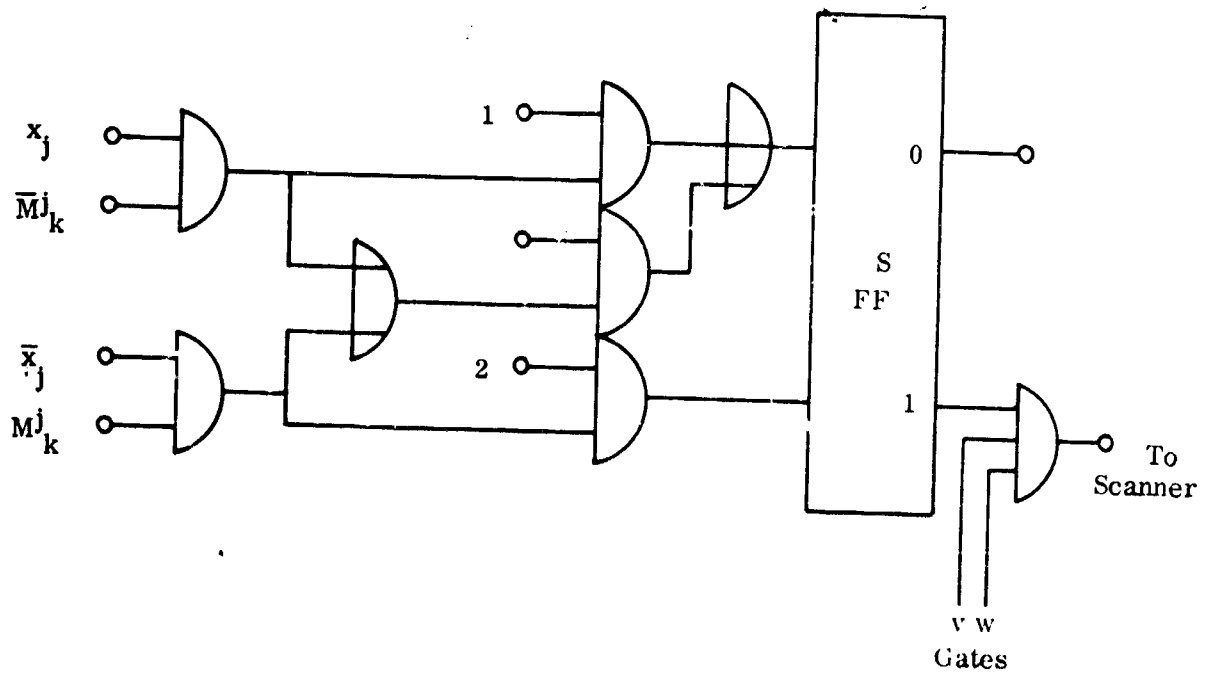 x_j
M̅^j_k
x̅_j
M^j_k
1
2
0
S
FF
1
To
Scanner
v w
Gates